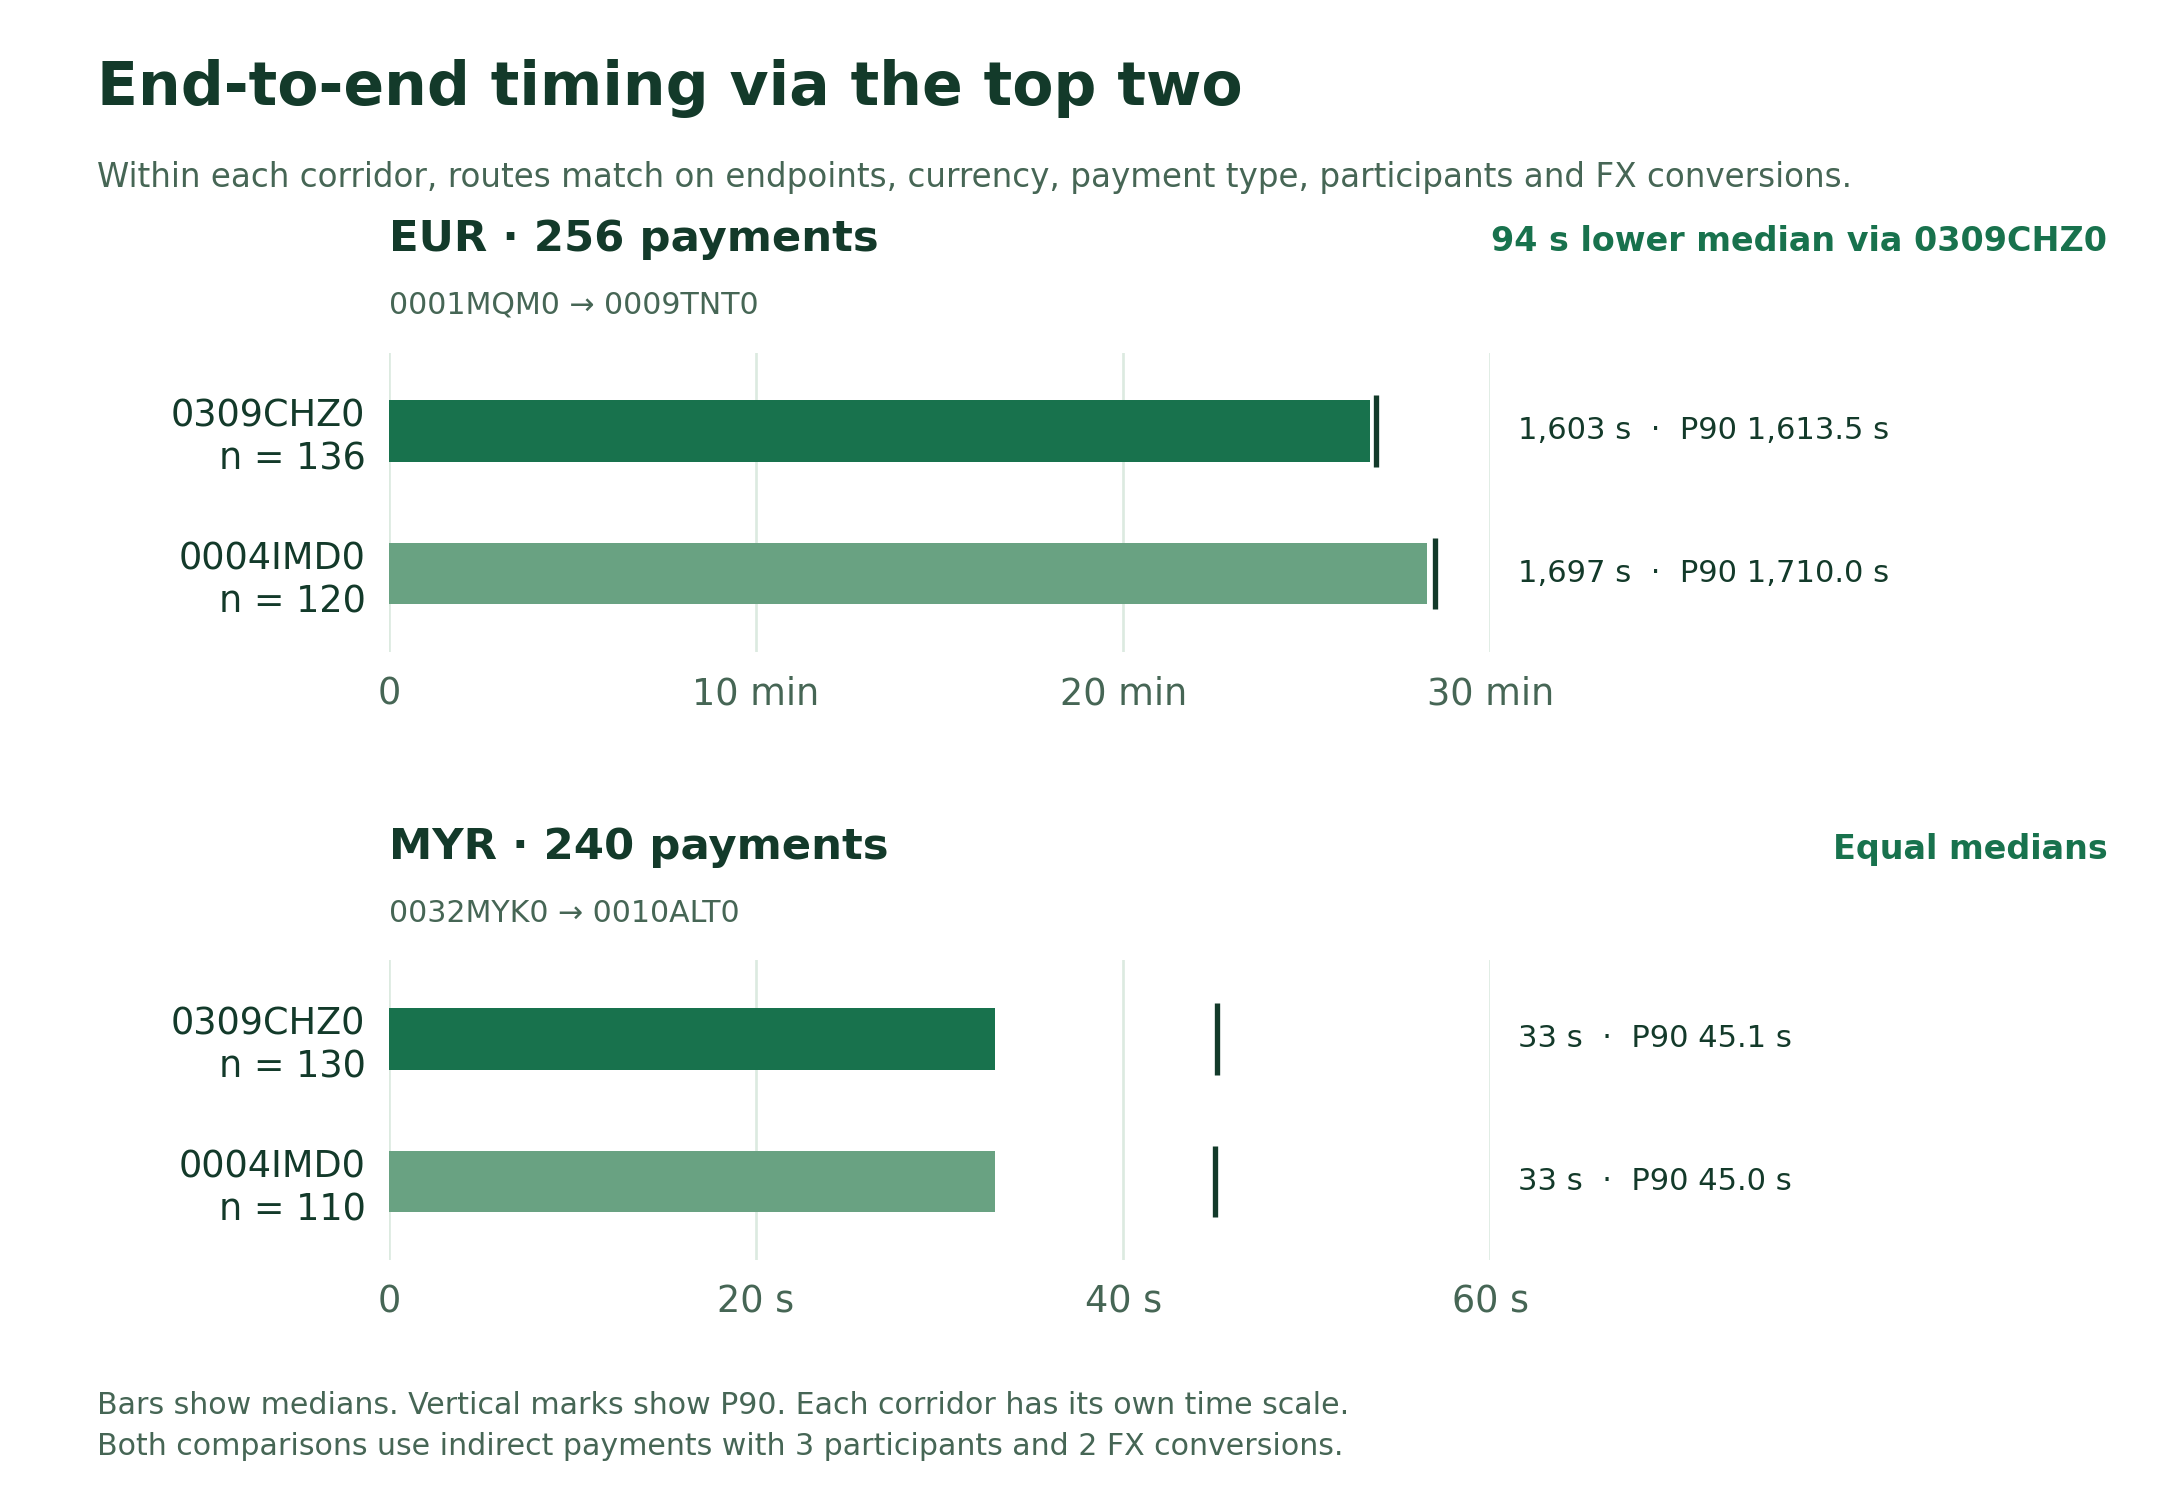 End-to-end timing via the top two
Within each corridor, routes match on endpoints, currency, payment type, participants and FX conversions.
EUR · 256 payments
94 s lower median via 0309CHZ0
0001MQM0 → 0009TNT0
0309CHZ0
n = 136
1,603 s · P90 1,613.5 s
0004IMD0
n = 120
1,697 s · P90 1,710.0 s
0
10 min
20 min
30 min
MYR · 240 payments
Equal medians
0032MYK0 → 0010ALT0
0309CHZ0
n = 130
33 s · P90 45.1 s
0004IMD0
n = 110
33 s · P90 45.0 s
0
20 s
40 s
60 s
Bars show medians. Vertical marks show P90. Each corridor has its own time scale.
Both comparisons use indirect payments with 3 participants and 2 FX conversions.